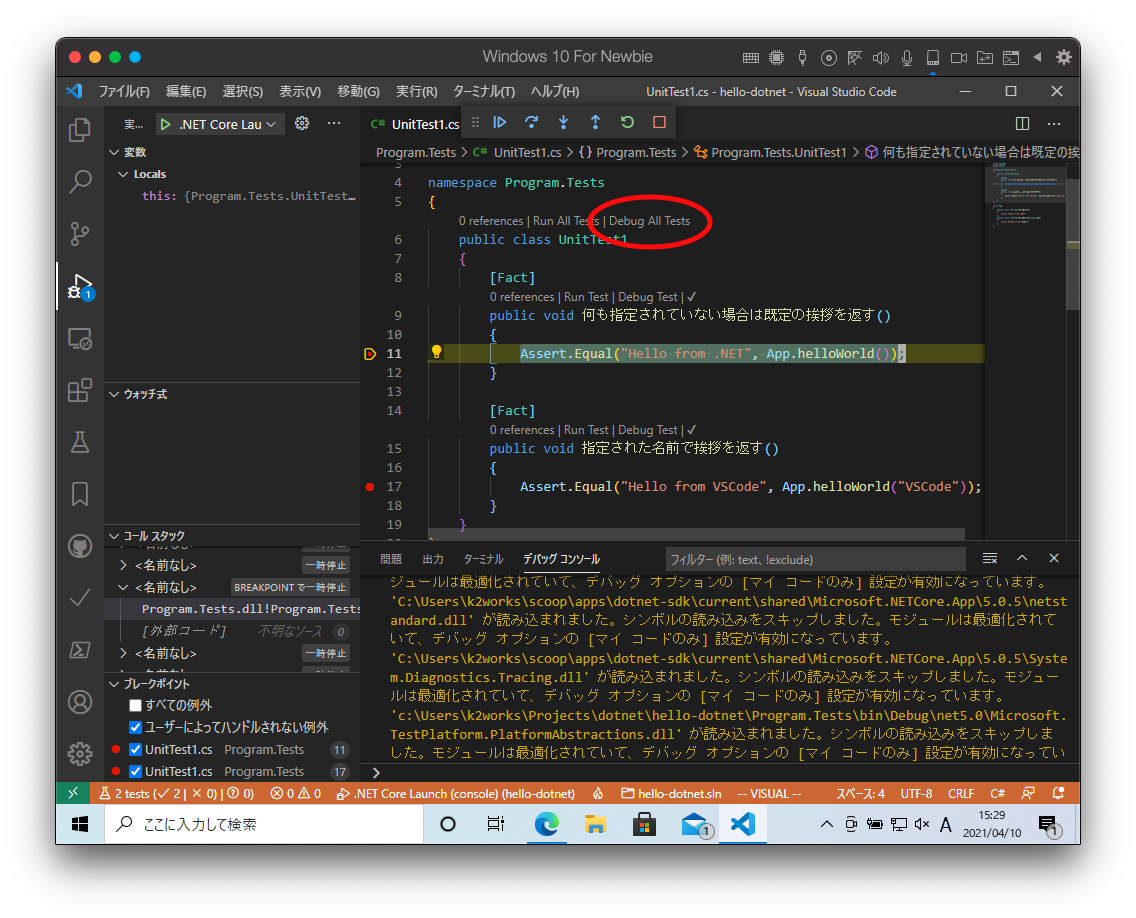 Windows 10 For Newbie
ファイル(F) 編集(E) 選択(S) 表示(V) 移動(G) 実行(R) ターミナル(T) ヘルプ(H) UnitTest1.cs - hello-dotnet - Visual Studio Code
実... .NET Core Lau
C# UnitTest1.cs
変数
Locals
this: {Program.Tests.UnitTest…
ウォッチ式
コール スタック
<名前なし> 一時停止
<名前なし> BREAKPOINT で一時停止
Program.Tests.dll!Program.Tests
[外部コード] 不明なソース 0
<名前なし> 一時停止
ブレークポイント
すべての例外
ユーザーによってハンドルされない例外
UnitTest1.cs Program.Tests 11
UnitTest1.cs Program.Tests 17
Program.Tests > C# UnitTest1.cs > {} Program.Tests > Program.Tests.UnitTest1 > 何も指定されていない場合は既定の挨
4 namespace Program.Tests
5 {
0 references | Run All Tests | Debug All Tests
6 public class UnitTest1
7 {
8 [Fact]
0 references | Run Test | Debug Test | ✓
9 public void 何も指定されていない場合は既定の挨拶を返す()
10 {
11 Assert.Equal("Hello from .NET", App.helloWorld());
12 }
13
14 [Fact]
0 references | Run Test | Debug Test | ✓
15 public void 指定された名前で挨拶を返す()
16 {
17 Assert.Equal("Hello from VSCode", App.helloWorld("VSCode"));
18 }
19 }
問題 出力 ターミナル デバッグ コンソール フィルター (例: text、!exclude)
ジュールは最適化されていて、デバッグ オプションの [マイ コードのみ] 設定が有効になっています。
'C:\Users\k2works\scoop\apps\dotnet-sdk\current\shared\Microsoft.NETCore.App\5.0.5\netst
andard.dll' が読み込まれました。シンボルの読み込みをスキップしました。モジュールは最適化されて
いて、デバッグ オプションの [マイ コードのみ] 設定が有効になっています。
'C:\Users\k2works\scoop\apps\dotnet-sdk\current\shared\Microsoft.NETCore.App\5.0.5\Syste
m.Diagnostics.Tracing.dll' が読み込まれました。シンボルの読み込みをスキップしました。モジュー
ルは最適化されていて、デバッグ オプションの [マイ コードのみ] 設定が有効になっています。
'c:\Users\k2works\Projects\dotnet\hello-dotnet\Program.Tests\bin\Debug\net5.0\Microsoft.
TestPlatform.PlatformAbstractions.dll' が読み込まれました。シンボルの読み込みをスキップしま
した。モジュールは最適化されていて、デバッグ オプションの [マイ コードのみ] 設定が有効になってい
>
2 tests (✓ 2 | ✕ 0) | 0) 0 0 .NET Core Launch (console) (hello-dotnet) hello-dotnet.sln -- VISUAL -- スペース: 4 UTF-8 CRLF C#
ここに入力して検索 1 A 15:29
2021/04/10 1